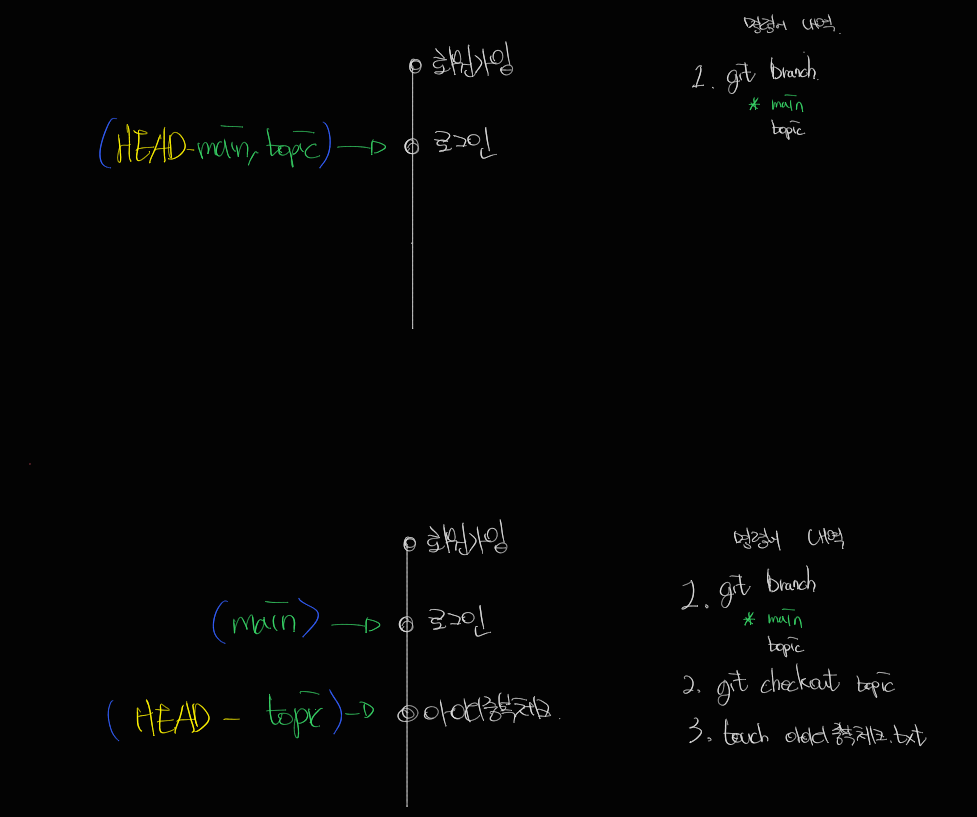 회원가입
(HEAD-main, topic)
로그인
명령어 내역.
1. git branch.
* main
topic
회원가입
(main)
로그인
(HEAD - topic)
아이디중복체크.
명령어 내역
1. git branch
* main
topic
2. git checkout topic
3. touch 아이디중복체크.txt